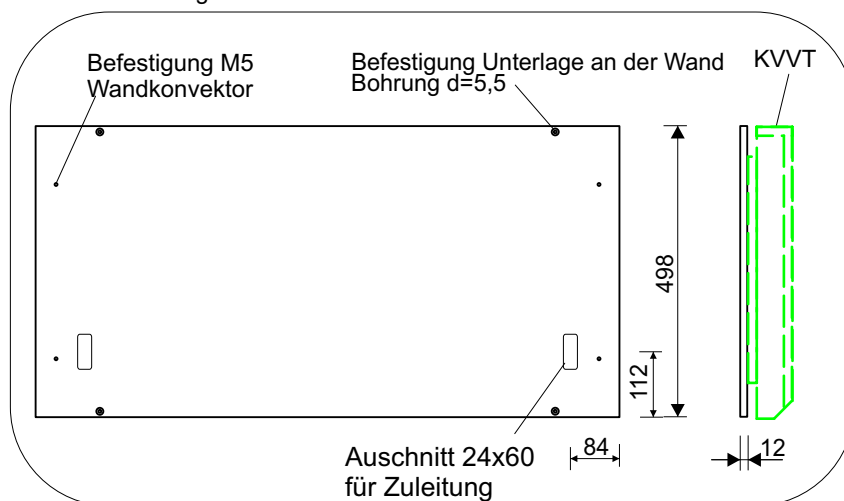 Befestigung M5
Wandkonvektor
Befestigung Unterlage an der Wand
Bohrung d=5,5
KVVT
498
112
84
12
Auschnitt 24x60
für Zuleitung